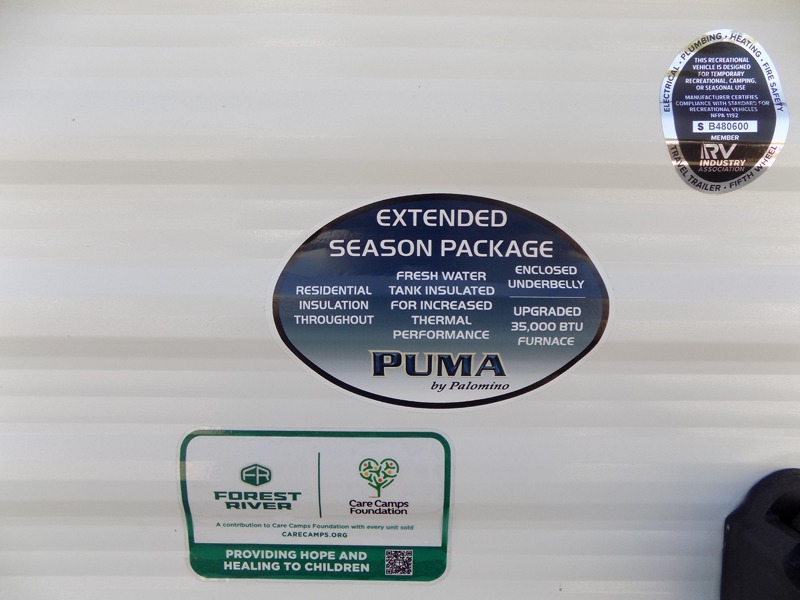 ELECTRICAL · PLUMBING · HEATING · FIRE SAFETY
THIS RECREATIONAL
VEHICLE IS DESIGNED
FOR TEMPORARY
RECREATIONAL, CAMPING,
OR SEASONAL USE
MANUFACTURER CERTIFIES
COMPLIANCE WITH STANDARD FOR
RECREATIONAL VEHICLES
NFPA 1192
$ B480600
MEMBER
RV
INDUSTRY
ASSOCIATION
TRAVEL TRAILER · FIFTH WHEEL
EXTENDED
SEASON PACKAGE
RESIDENTIAL
INSULATION
THROUGHOUT
FRESH WATER
TANK INSULATED
FOR INCREASED
THERMAL
PERFORMANCE
ENCLOSED
UNDERBELLY
UPGRADED
35,000 BTU
FURNACE
PUMA
by Palomino
FR
FOREST
RIVER
Care Camps
Foundation
A contribution to Care Camps Foundation with every unit sold
CARECAMPS.ORG
PROVIDING HOPE AND
HEALING TO CHILDREN